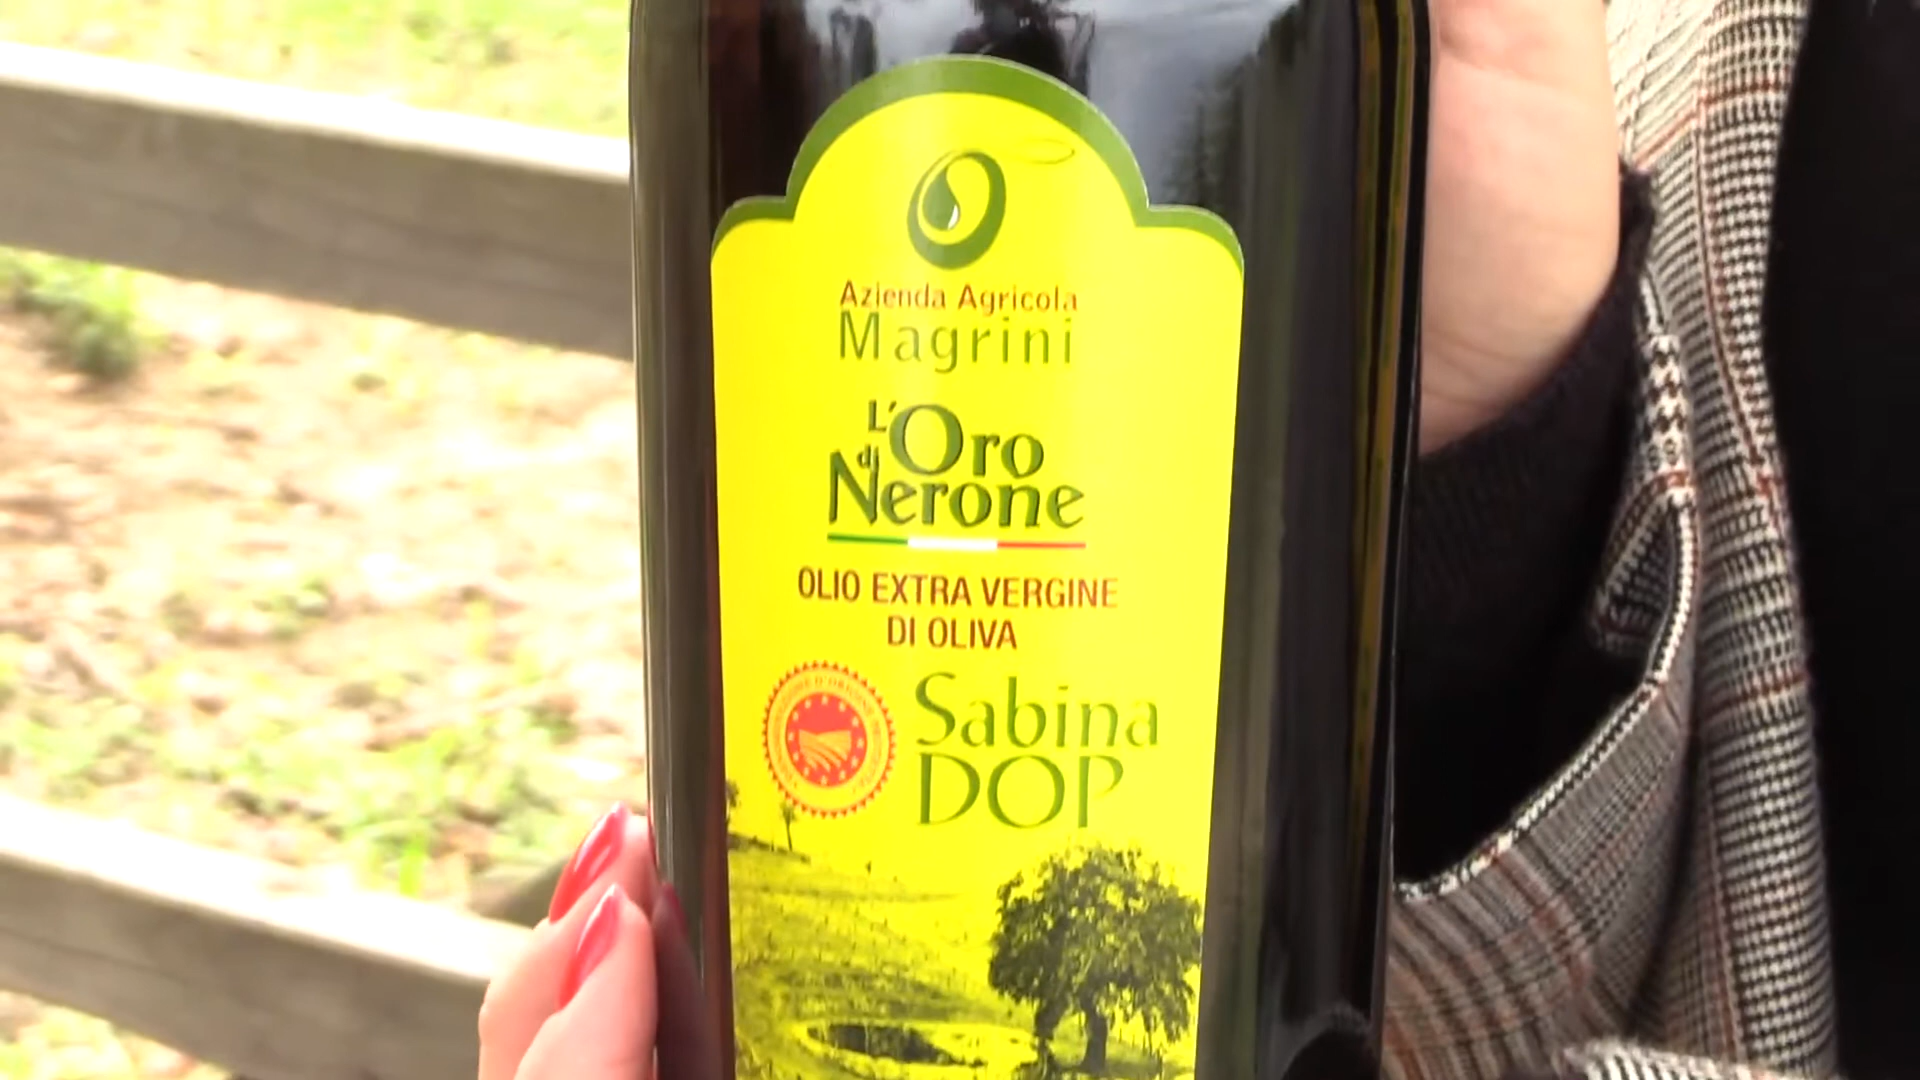 Azienda Agricola
Magrini
L'Oro
di
Nerone
OLIO EXTRA VERGINE
DI OLIVA
Sabina
DOP